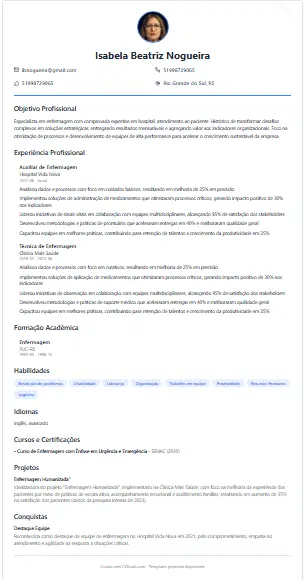 Isabela Beatriz Nogueira
ibnogueira@gmail.com
51998729065
51998729065
Rio Grande do Sul, RS
Objetivo Profissional
Especialista em enfermagem com comprovada expertise em hospital, atendimento ao paciente. Histórico de transformar desafios
complexos em soluções estratégicas, entregando resultados mensuráveis e agregando valor aos indicadores organizacionais. Foco na
otimização de processos e desenvolvimento de equipes de alta performance para acelerar o crescimento sustentável da empresa.
Experiência Profissional
Auxiliar de Enfermagem
Hospital Vida Nova
Analisou dados e processos com foco em cuidados básicos, resultando em melhoria de 25% em precisão
Implementou soluções de administração de medicamentos que otimizaram processos críticos, gerando impacto positivo de 30%
nos indicadores
Liderou iniciativas de sinais vitais em colaboração com equipes multidisciplinares, alcançando 95% de satisfação dos stakeholders
Desenvolveu metodologias e práticas de prontuário que aceleraram entregas em 40% e melhoraram qualidade geral
Capacitou equipes em melhores práticas, contribuindo para retenção de talentos e crescimento da produtividade em 25%
Técnica de Enfermagem
Clínica Mais Saúde
Analisou dados e processos com foco em curativos, resultando em melhoria de 25% em precisão
Implementou soluções de aplicação de medicamentos que otimizaram processos críticos, gerando impacto positivo de 30% nos
indicadores
Liderou iniciativas de observação em colaboração com equipes multidisciplinares, alcançando 95% de satisfação dos stakeholders
Desenvolveu metodologias e práticas de suporte médico que aceleraram entregas em 40% e melhoraram qualidade geral
Capacitou equipes em melhores práticas, contribuindo para retenção de talentos e crescimento da produtividade em 25%
Formação Acadêmica
Enfermagem
PUC-RS
Habilidades
Resolução de problemas
Criatividade
Liderança
Organização
Trabalho em equipe
Proatividade
Recursos Humanos
Logística
Idiomas
Inglês, avançado
Cursos e Certificações
• Curso de Enfermagem com Ênfase em Urgência e Emergência - SENAC (2019)
Projetos
Enfermagem Humanizada"
Idealizadora do projeto "Enfermagem Humanizada", implementado na Clínica Mais Saúde, com foco na melhoria da experiência dos
pacientes por meio de práticas de escuta ativa, acompanhamento emocional e acolhimento familiar, resultando em aumento de 35%
na satisfação dos pacientes (dados da pesquisa interna de 2023).
Conquistas
Destaque Equipe
Reconhecida como destaque da equipe de enfermagem no Hospital Vida Nova em 2021, pelo comprometimento, empatia no
atendimento e agilidade na resposta a situações críticas.